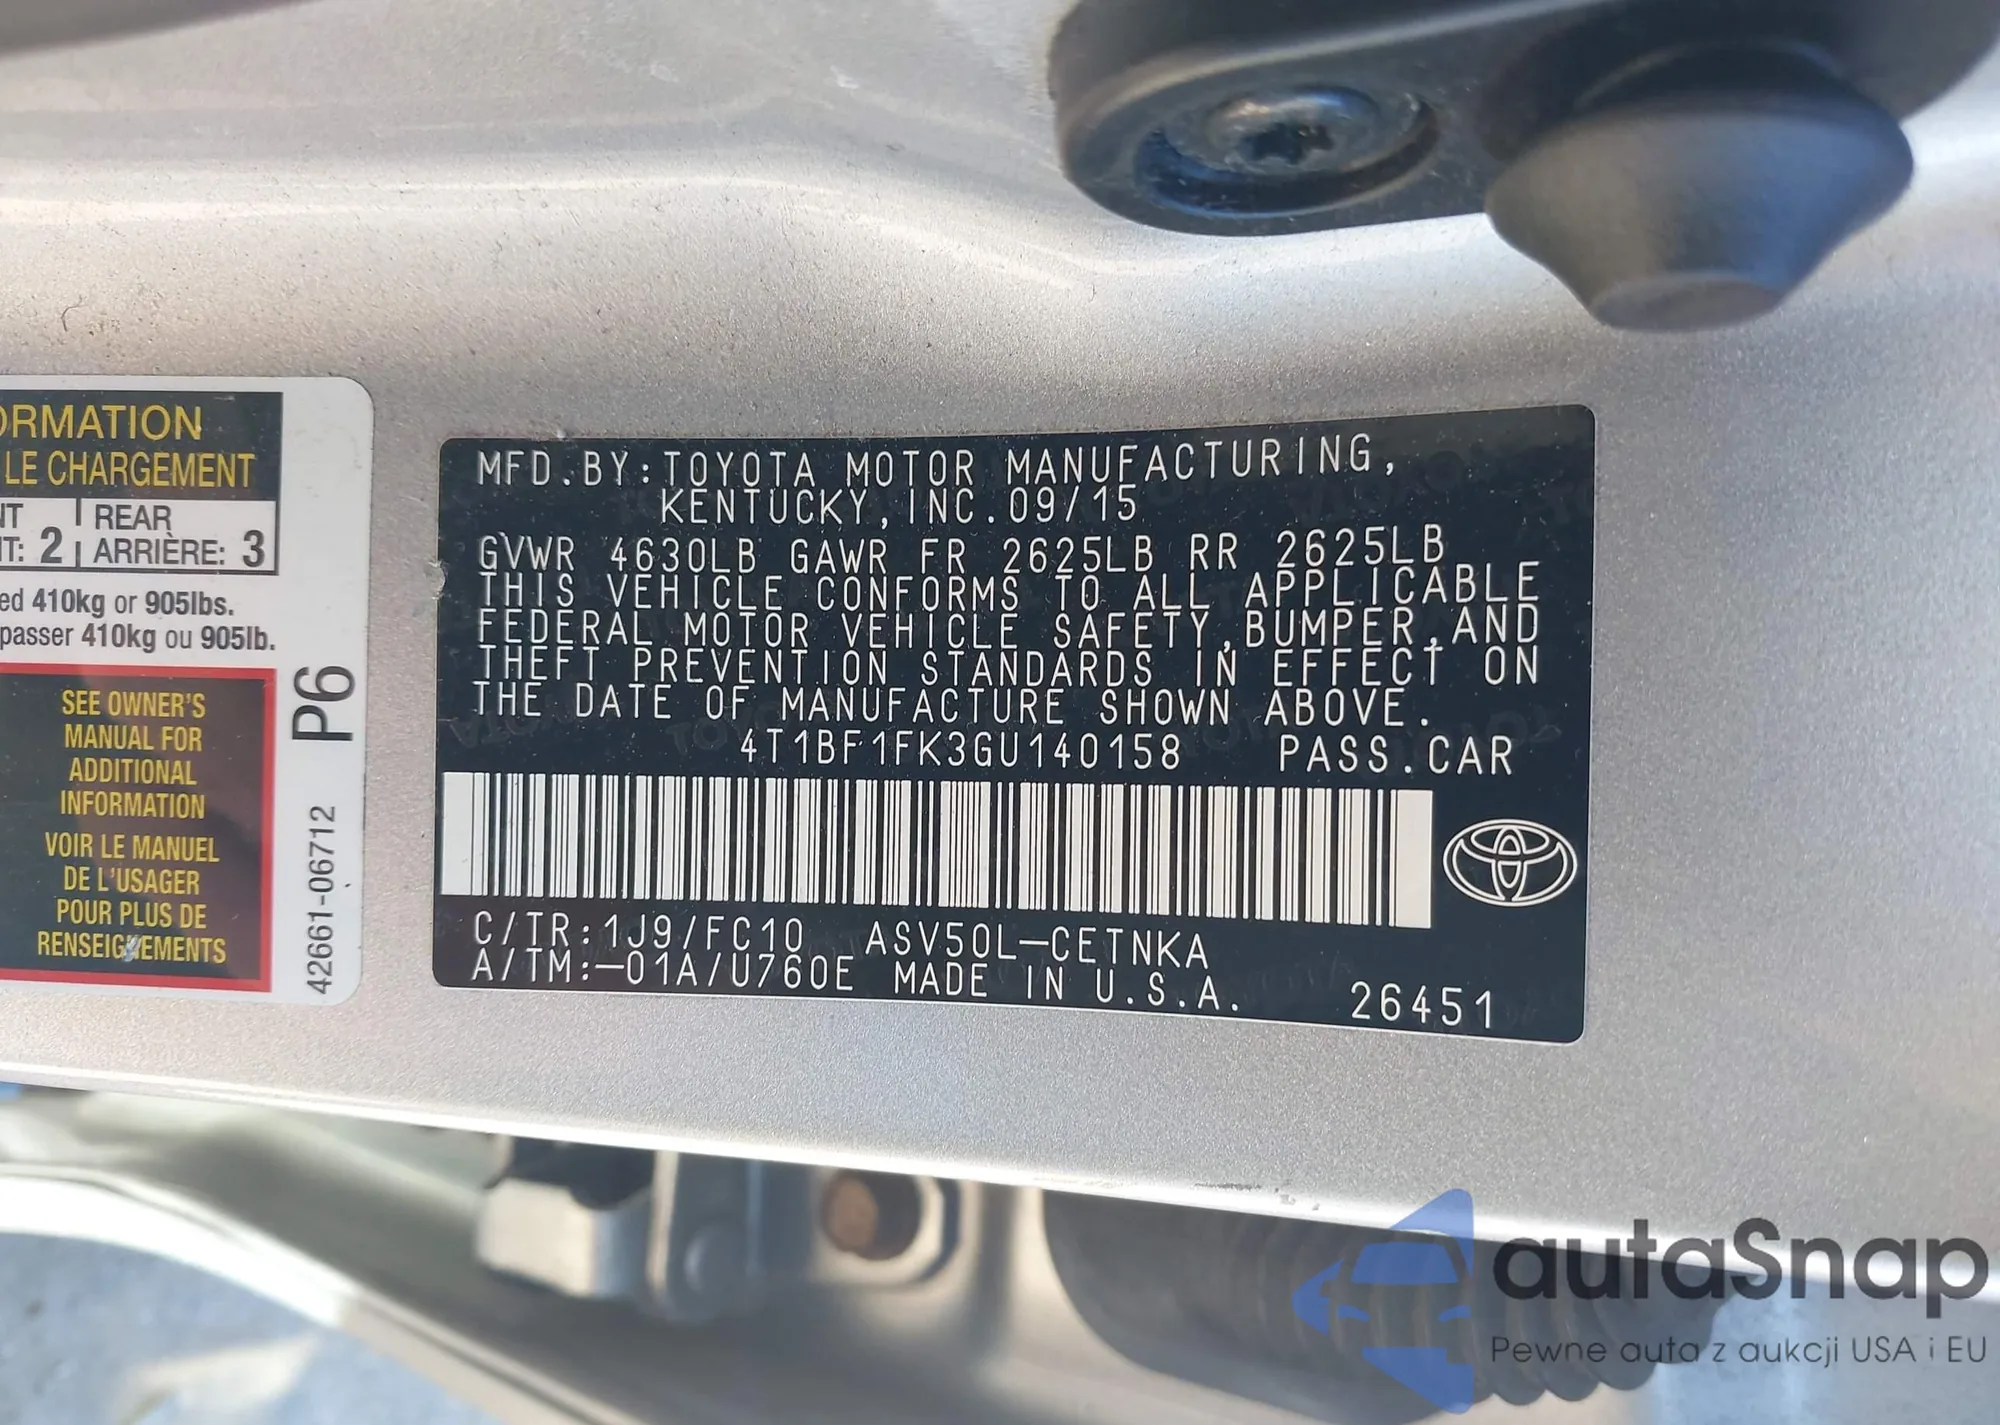 ORMATION
LE CHARGEMENT
NT
REAR
T: 2
ARRIÈRE: 3
ed 410kg or 905lbs.
passer 410kg ou 905lb.
SEE OWNER'S
MANUAL FOR
ADDITIONAL
INFORMATION
VOIR LE MANUEL
DE L'USAGER
POUR PLUS DE
RENSEIGNEMENTS
P6
42661-06712
MFD.BY:TOYOTA MOTOR MANUFACTURING,
KENTUCKY,INC.09/15
GVWR 4630LB GAWR FR 2625LB RR 2625LB
THIS VEHICLE CONFORMS TO ALL APPLICABLE
FEDERAL MOTOR VEHICLE SAFETY,BUMPER,AND
THEFT PREVENTION STANDARDS IN EFFECT ON
THE DATE OF MANUFACTURE SHOWN ABOVE.
4T1BF1FK3GU140158 PASS.CAR
C/TR:1J9/FC10 ASV50L-CETNKA
A/TM:-01A/U760E MADE IN U.S.A. 26451
autaSnap
Pewne auta z aukcji USA i EU